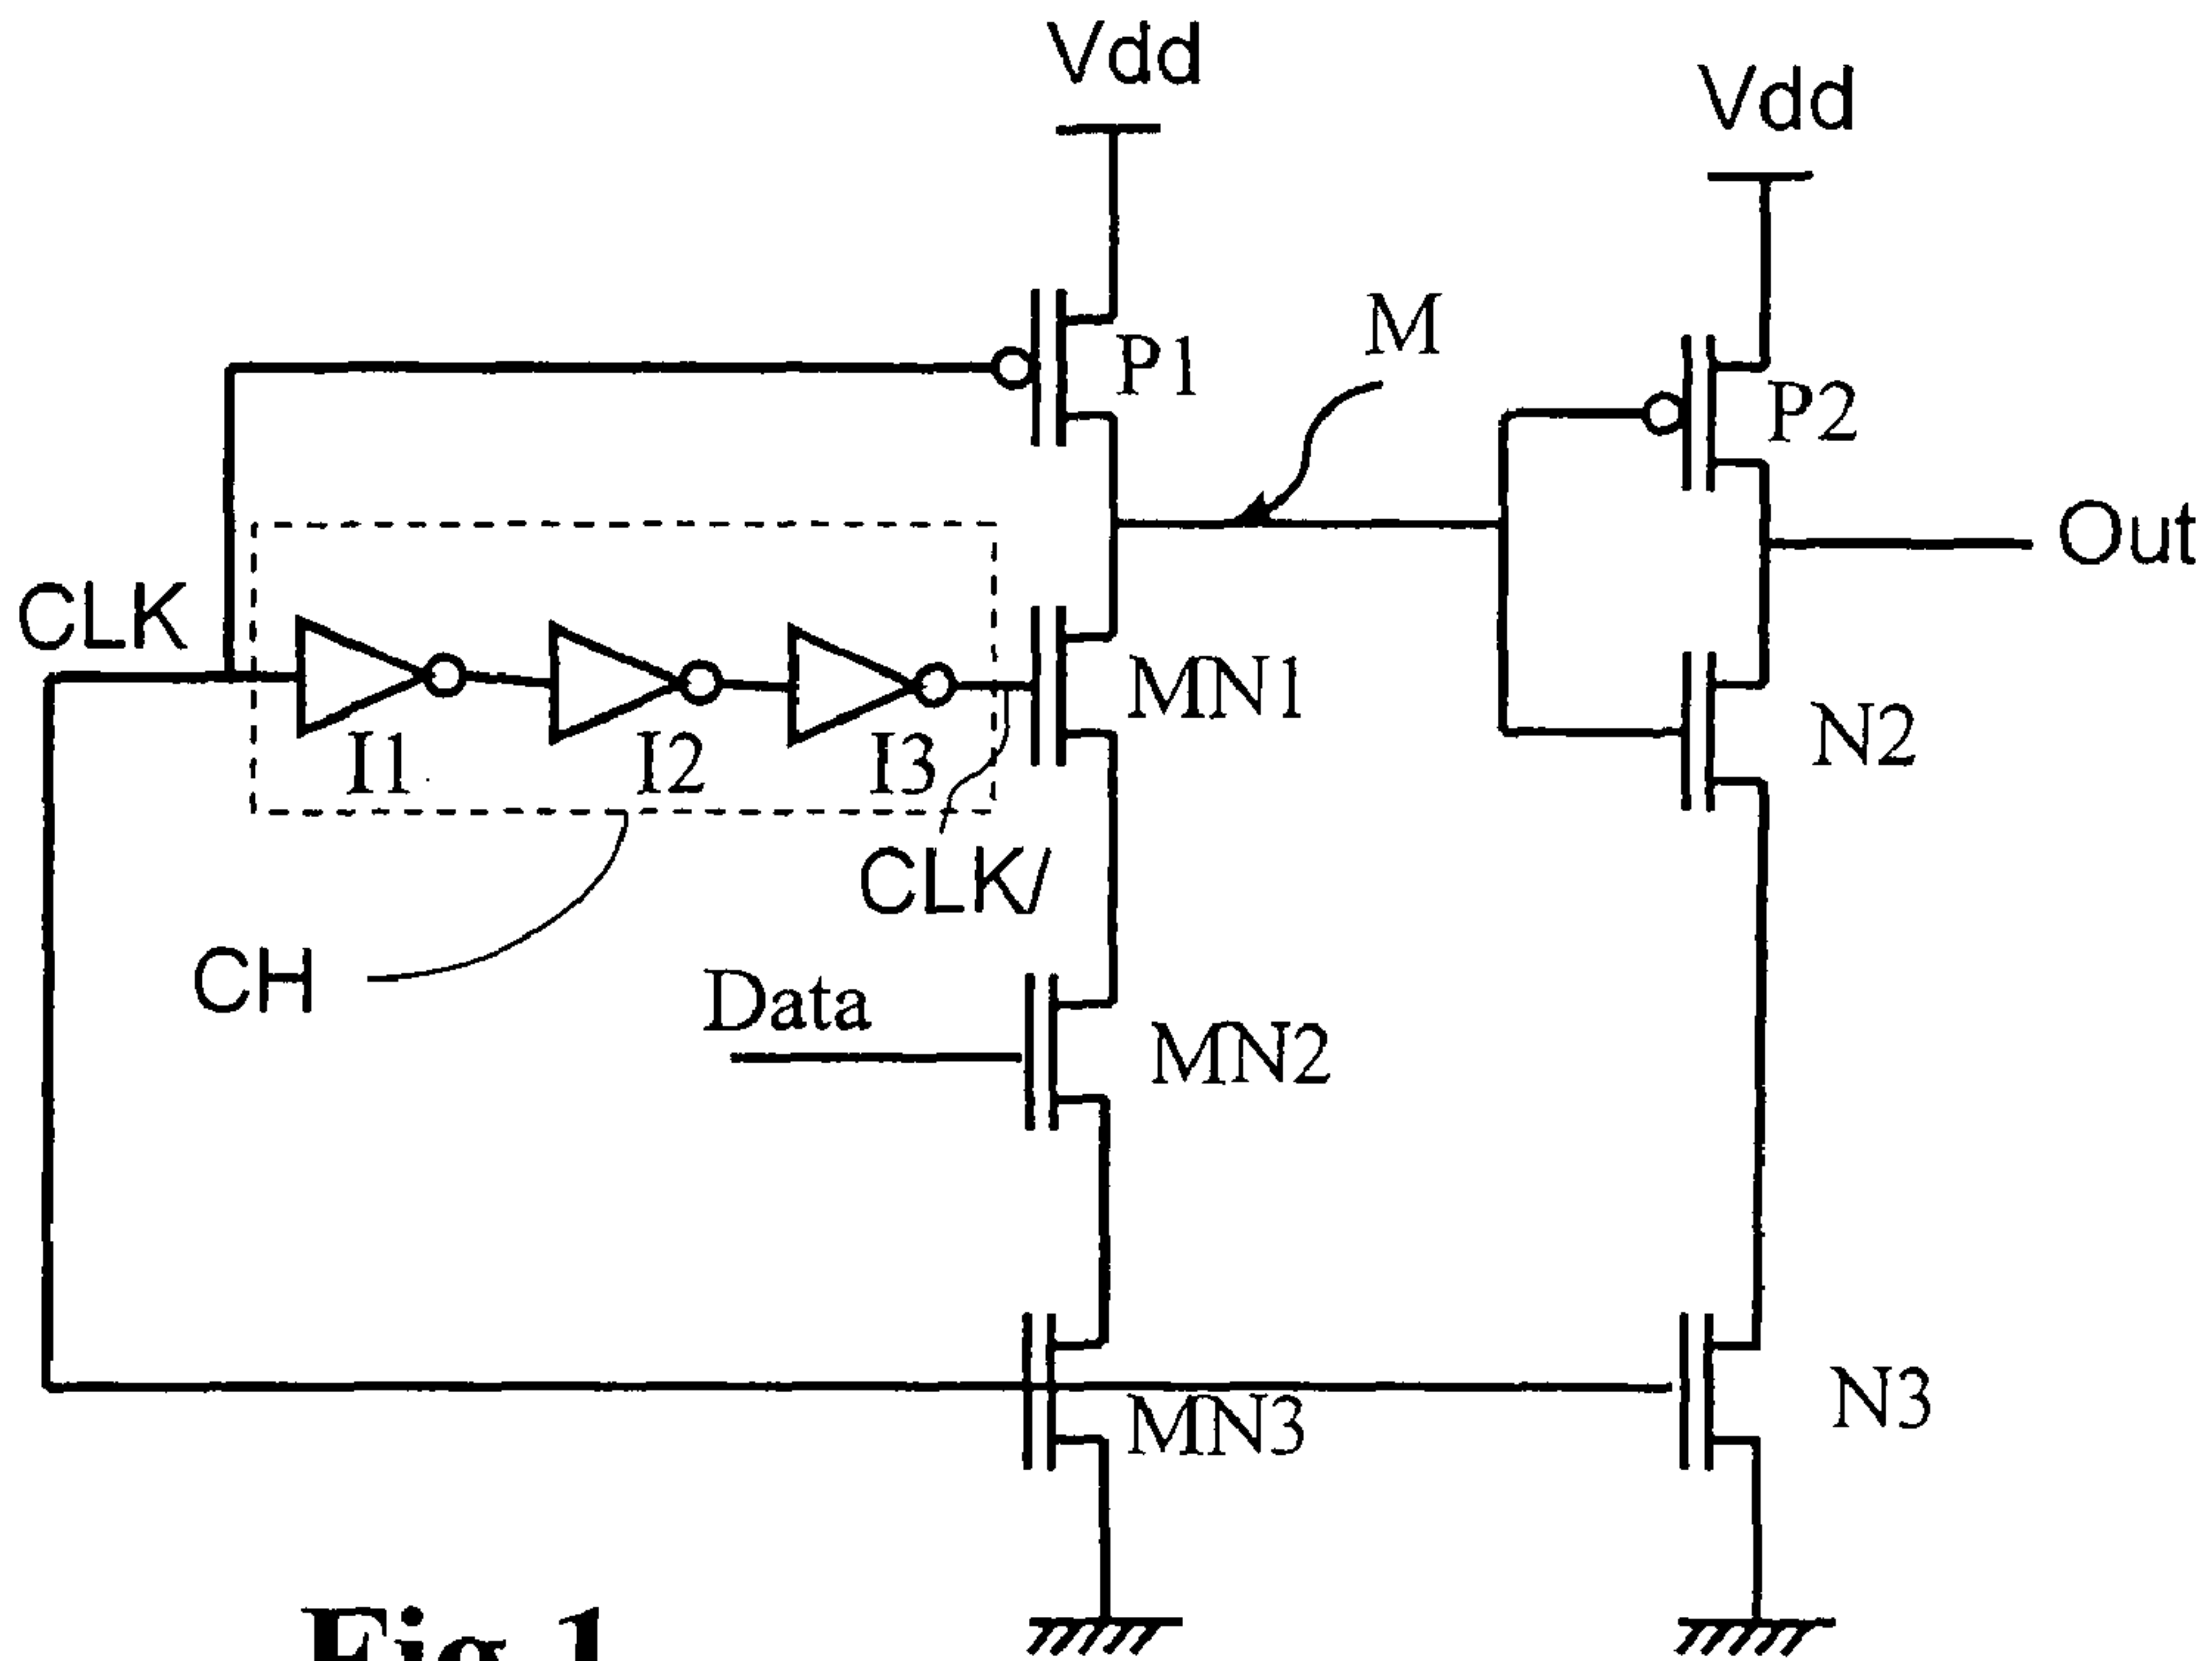 Vdd
Vdd
P1
M
P2
Out
CLK
MN1
N2
I1
I2
I3
CLK/
CH
Data
MN2
MN3
N3
Fig.1